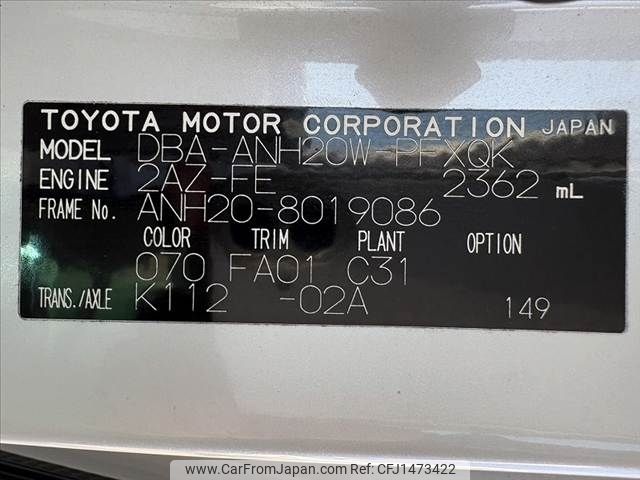 TOYOTA MOTOR CORPORATION JAPAN
MODEL DBA-ANH20W-PFXQK
ENGINE 2AZ-FE 2362 mL
FRAME No. ANH20-8019086
COLOR TRIM PLANT OPTION
070 FA01 C31
TRANS./AXLE K112 -02A 149
www.CarFromJapan.com CFJ1473422